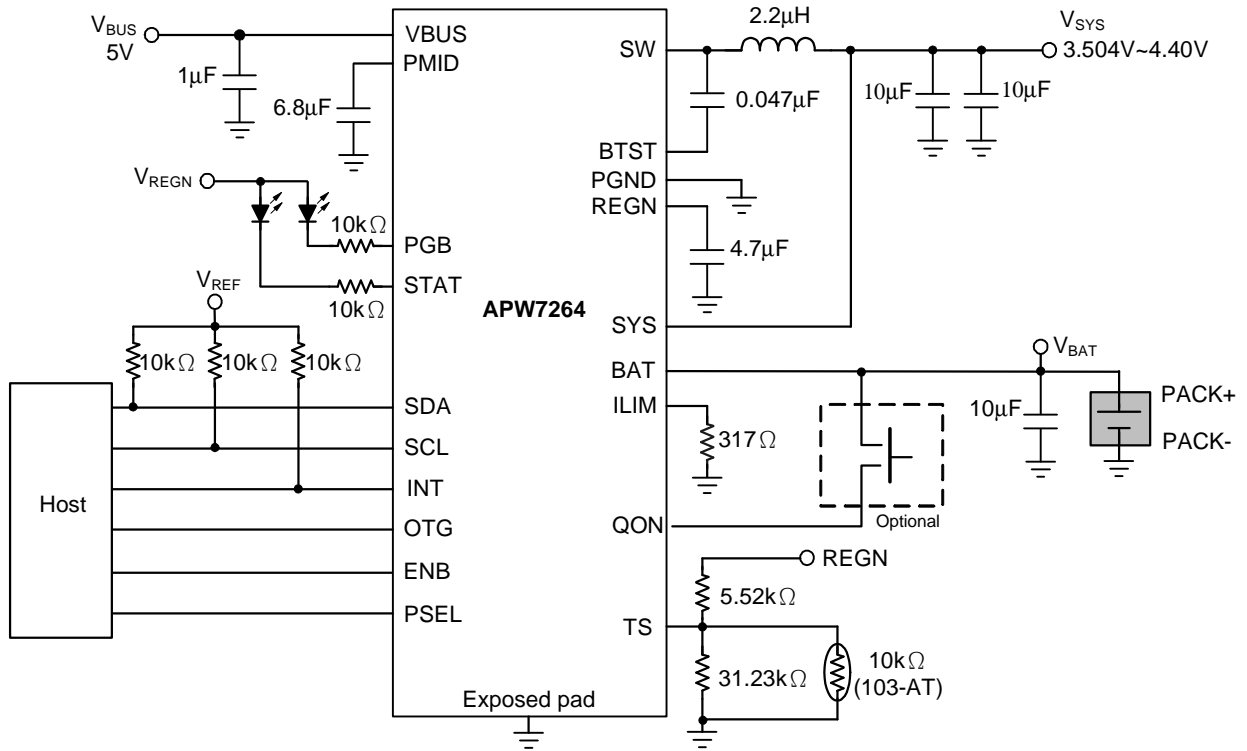 VBUS
5V
1μF
VBUS
PMID
6.8μF
VREGN
10kΩ
PGB
STAT
10kΩ
VREF
10kΩ
10kΩ
10kΩ
Host
SDA
SCL
INT
OTG
ENB
PSEL
APW7264
Exposed pad
SW
2.2μH
VSYS
3.504V~4.40V
0.047μF
10μF
10μF
BTST
PGND
REGN
4.7μF
SYS
BAT
VBAT
ILIM
317Ω
10μF
PACK+
PACK-
Optional
QON
REGN
5.52kΩ
TS
31.23kΩ
10kΩ
(103-AT)